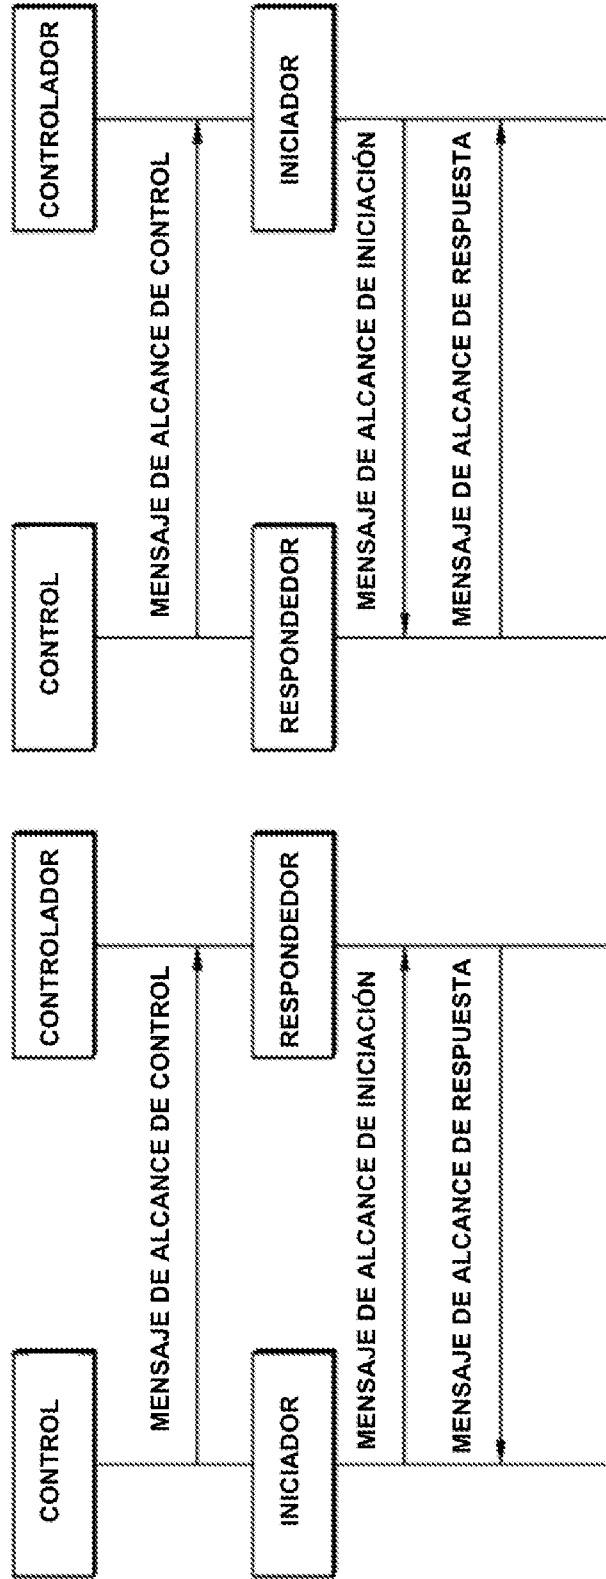 CONTROL
CONTROLADOR
MENSAJE DE ALCANCE DE CONTROL
INICIADOR
RESPONDEDOR
MENSAJE DE ALCANCE DE INICIACIÓN
MENSAJE DE ALCANCE DE RESPUESTA
CONTROL
CONTROLADOR
MENSAJE DE ALCANCE DE CONTROL
RESPONDEDOR
INICIADOR
MENSAJE DE ALCANCE DE INICIACIÓN
MENSAJE DE ALCANCE DE RESPUESTA